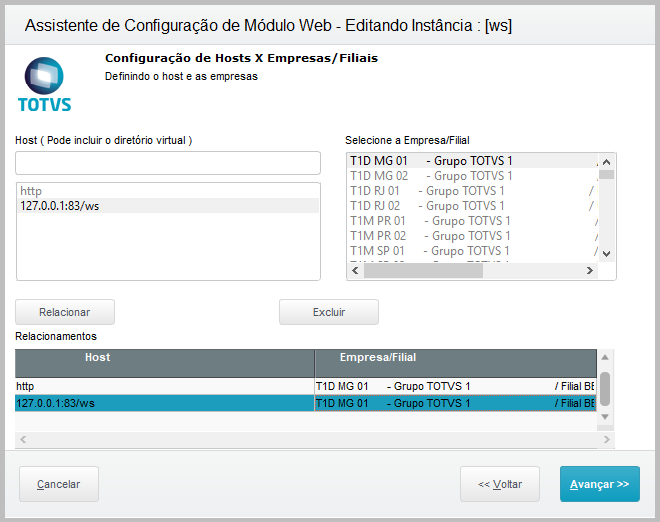 Assistente de Configuração de Módulo Web - Editando Instância : [ws]
Configuração de Hosts X Empresas/Filiais
Definindo o host e as empresas
TOTVS
Host ( Pode incluir o diretório virtual )
Selecione a Empresa/Filial
http
127.0.0.1:83/ws
T1D MG 01 - Grupo TOTVS 1 /
T1D MG 02 - Grupo TOTVS 1 /
T1D RJ 01 - Grupo TOTVS 1 /
T1D RJ 02 - Grupo TOTVS 1 /
T1M PR 01 - Grupo TOTVS 1 /
T1M PR 02 - Grupo TOTVS 1 /
T1M SP 01 - Grupo TOTVS 1 /
Relacionar
Excluir
Relacionamentos
Host Empresa/Filial
http T1D MG 01 - Grupo TOTVS 1 / Filial BE
127.0.0.1:83/ws T1D MG 01 - Grupo TOTVS 1 / Filial BE
Cancelar
<< Voltar
Avançar >>